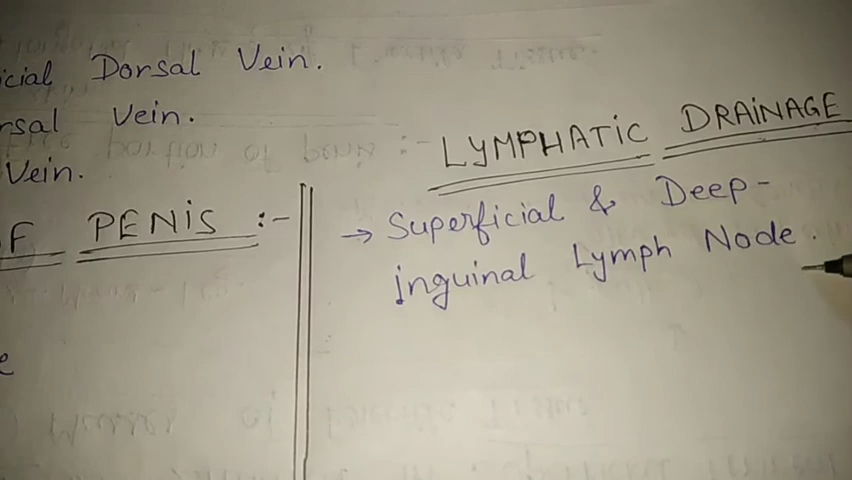 icial Dorsal Vein.
rsal Vein.
Vein.
F PENIS :-
LYMPHATIC DRAINAGE
→ Superficial & Deep-
inguinal Lymph Node.
e